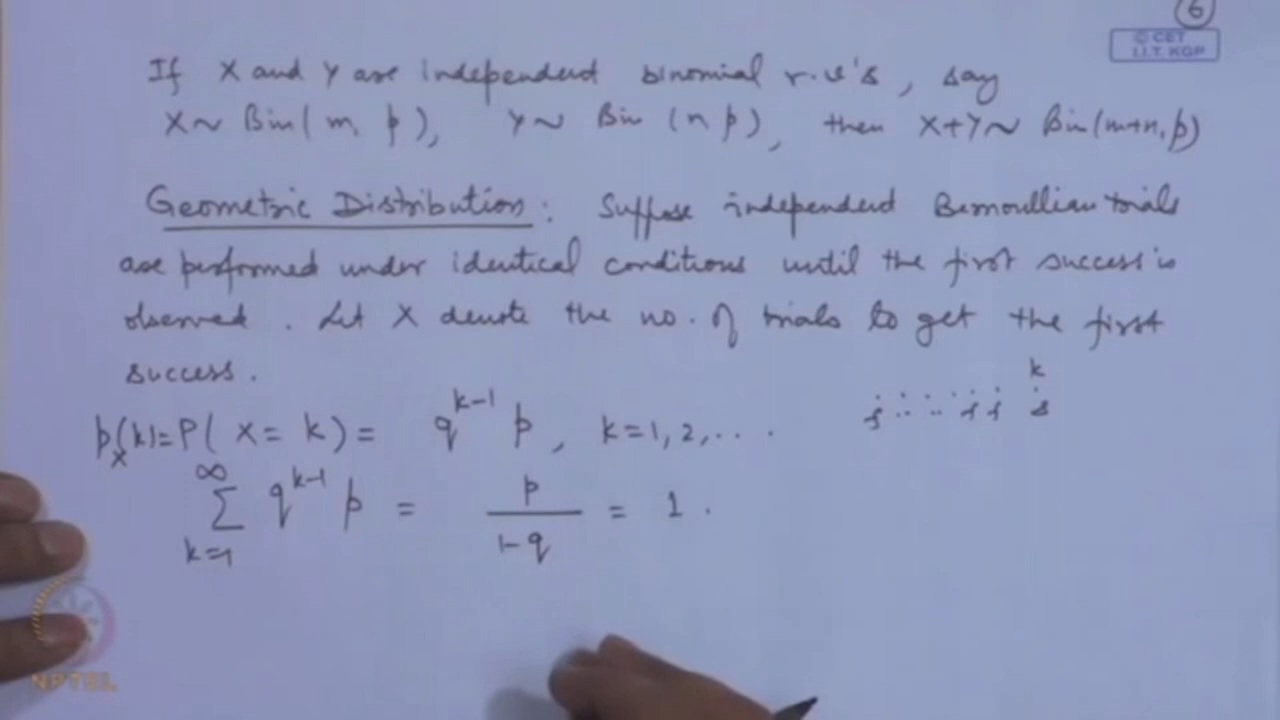 6
© CET
I.I.T. KGP
If X and Y are independent binomial r.v's, say
X ~ Bin(m, p), Y ~ Bin (n p), then X+Y ~ Bin(m+n, p)
Geometric Distribution: Suppose independent Bernoullian trials
are performed under identical conditions until the first success is
observed. Let X denote the no. of trials to get the first
success.
k
f . . . . f f s
p_X(k) = P( X = k) = q^{k-1} p, k=1, 2, ....
∞ Σ k=1 q^{k-1} p = p / 1-q = 1.
NPTEL